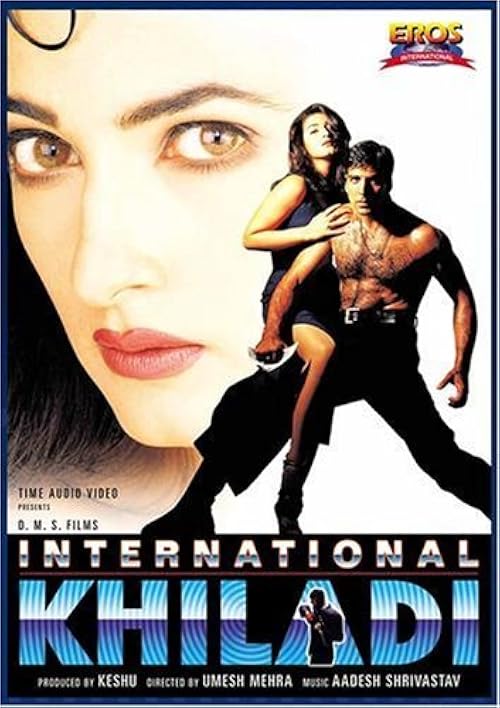 EROS
INTERNATIONAL
TIME AUDIO VIDEO
PRESENTS
D. M. S. FILMS
INTERNATIONAL
KHILADI
PRODUCED BY KESHU DIRECTED BY UMESH MEHRA MUSIC AADESH SHRIVASTAV